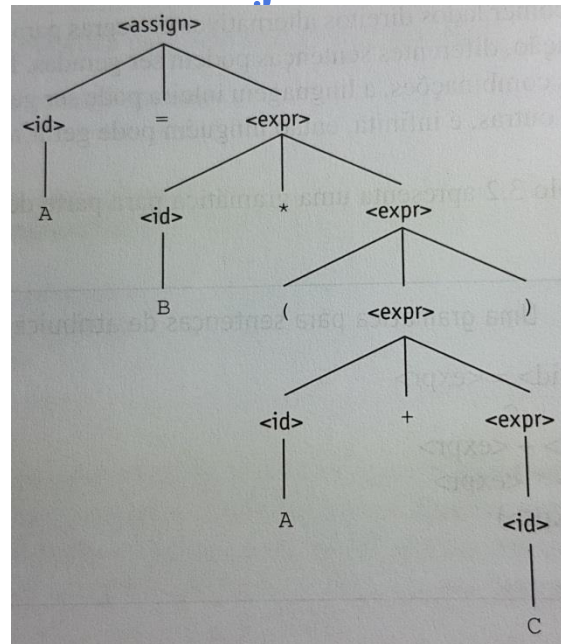 <assign>
<id> = <expr>
A <id> * <expr>
B ( <expr> )
<id> + <expr>
A <id>
C